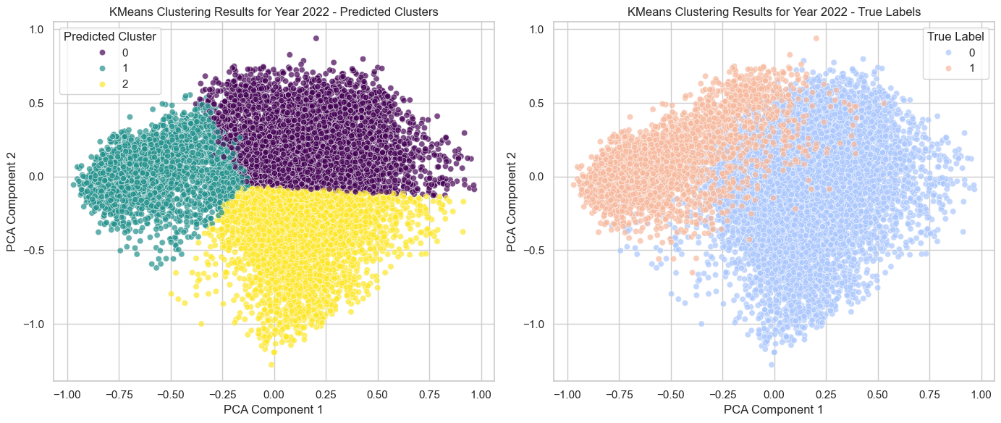 KMeans Clustering Results for Year 2022 - Predicted Clusters
Predicted Cluster
0
1
2
1.0
0.5
0.0
−0.5
−1.0
PCA Component 2
−1.00 −0.75 −0.50 −0.25 0.00 0.25 0.50 0.75 1.00
PCA Component 1
KMeans Clustering Results for Year 2022 - True Labels
True Label
0
1
1.0
0.5
0.0
−0.5
−1.0
PCA Component 2
−1.00 −0.75 −0.50 −0.25 0.00 0.25 0.50 0.75 1.00
PCA Component 1